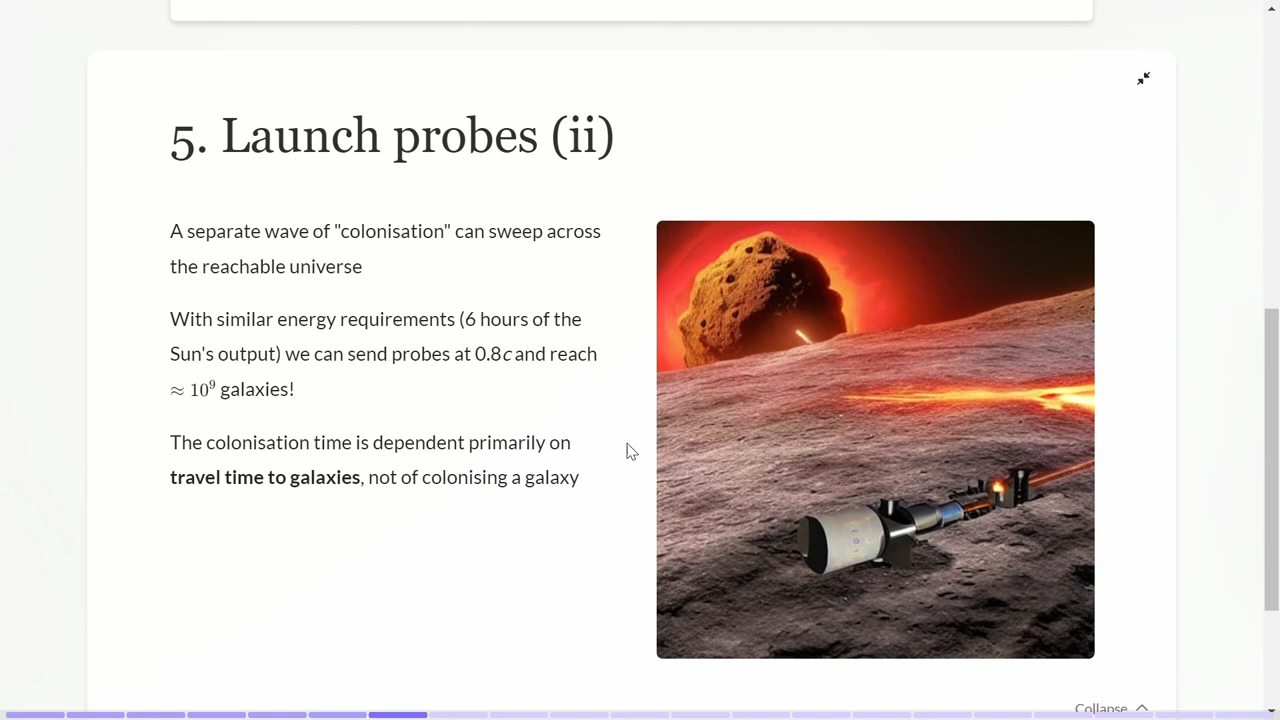 5. Launch probes (ii)
A separate wave of "colonisation" can sweep across
the reachable universe
With similar energy requirements (6 hours of the
Sun's output) we can send probes at 0.8c and reach
≈ 10⁹ galaxies!
The colonisation time is dependent primarily on
travel time to galaxies, not of colonising a galaxy
Collapse